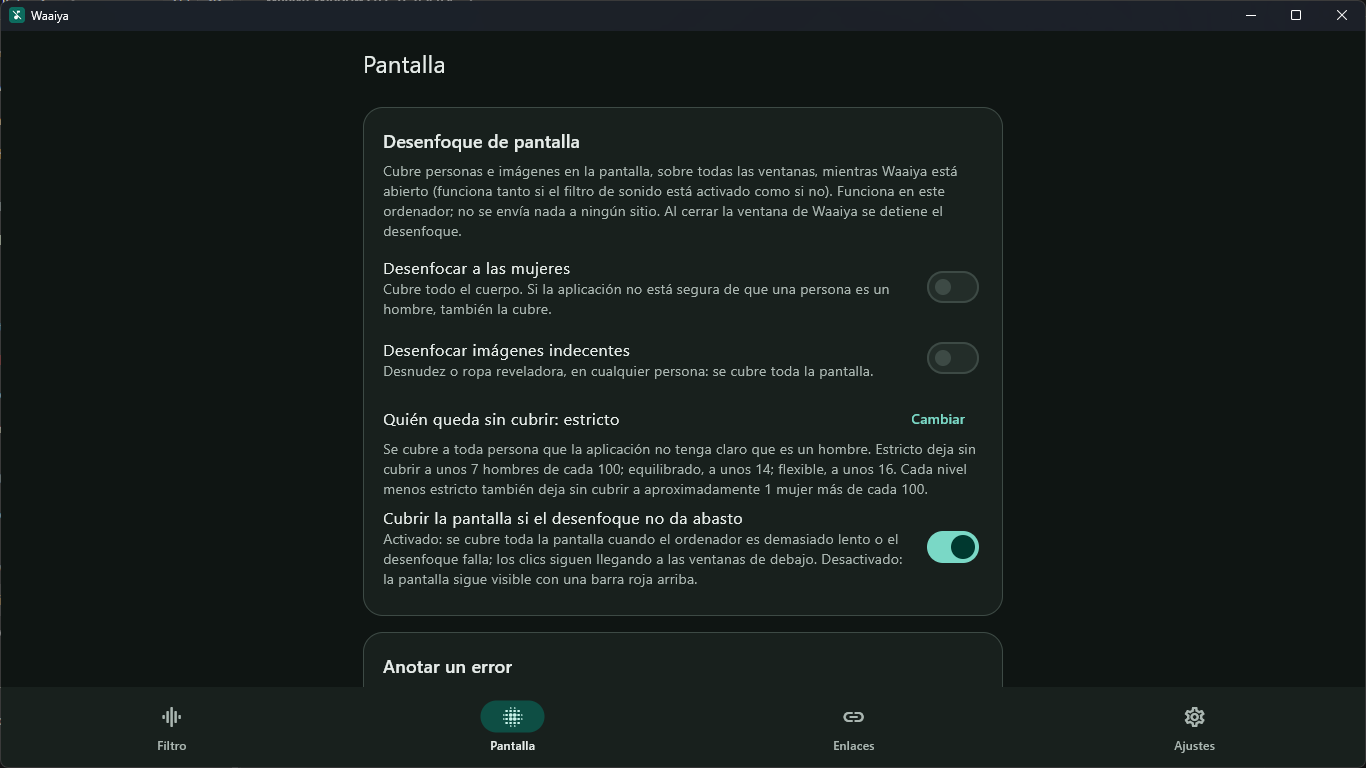 Waaiya
Pantalla
Desenfoque de pantalla
Cubre personas e imágenes en la pantalla, sobre todas las ventanas, mientras Waaiya está
abierto (funciona tanto si el filtro de sonido está activado como si no). Funciona en este
ordenador; no se envía nada a ningún sitio. Al cerrar la ventana de Waaiya se detiene el
desenfoque.
Desenfocar a las mujeres
Cubre todo el cuerpo. Si la aplicación no está segura de que una persona es un
hombre, también la cubre.
Desenfocar imágenes indecentes
Desnudez o ropa reveladora, en cualquier persona: se cubre toda la pantalla.
Quién queda sin cubrir: estricto
Cambiar
Se cubre a toda persona que la aplicación no tenga claro que es un hombre. Estricto deja sin
cubrir a unos 7 hombres de cada 100; equilibrado, a unos 14; flexible, a unos 16. Cada nivel
menos estricto también deja sin cubrir a aproximadamente 1 mujer más de cada 100.
Cubrir la pantalla si el desenfoque no da abasto
Activado: se cubre toda la pantalla cuando el ordenador es demasiado lento o el
desenfoque falla; los clics siguen llegando a las ventanas de debajo. Desactivado:
la pantalla sigue visible con una barra roja arriba.
Anotar un error
Filtro
Pantalla
Enlaces
Ajustes